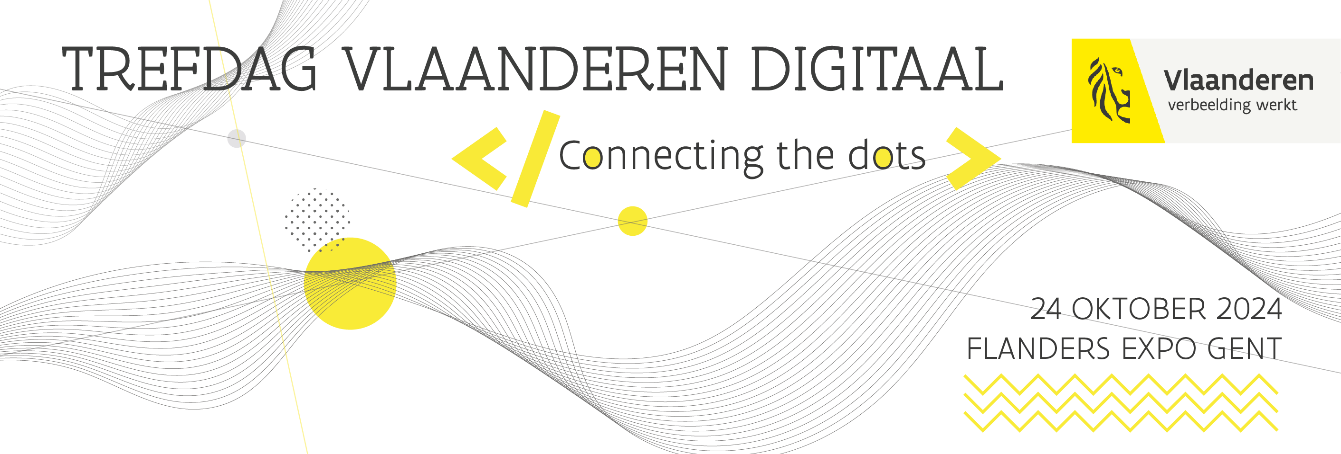 TREFDAG VLAANDEREN DIGITAAL
Vlaanderen
verbeelding werkt
</ Connecting the dots >
24 OKTOBER 2024
FLANDERS EXPO GENT